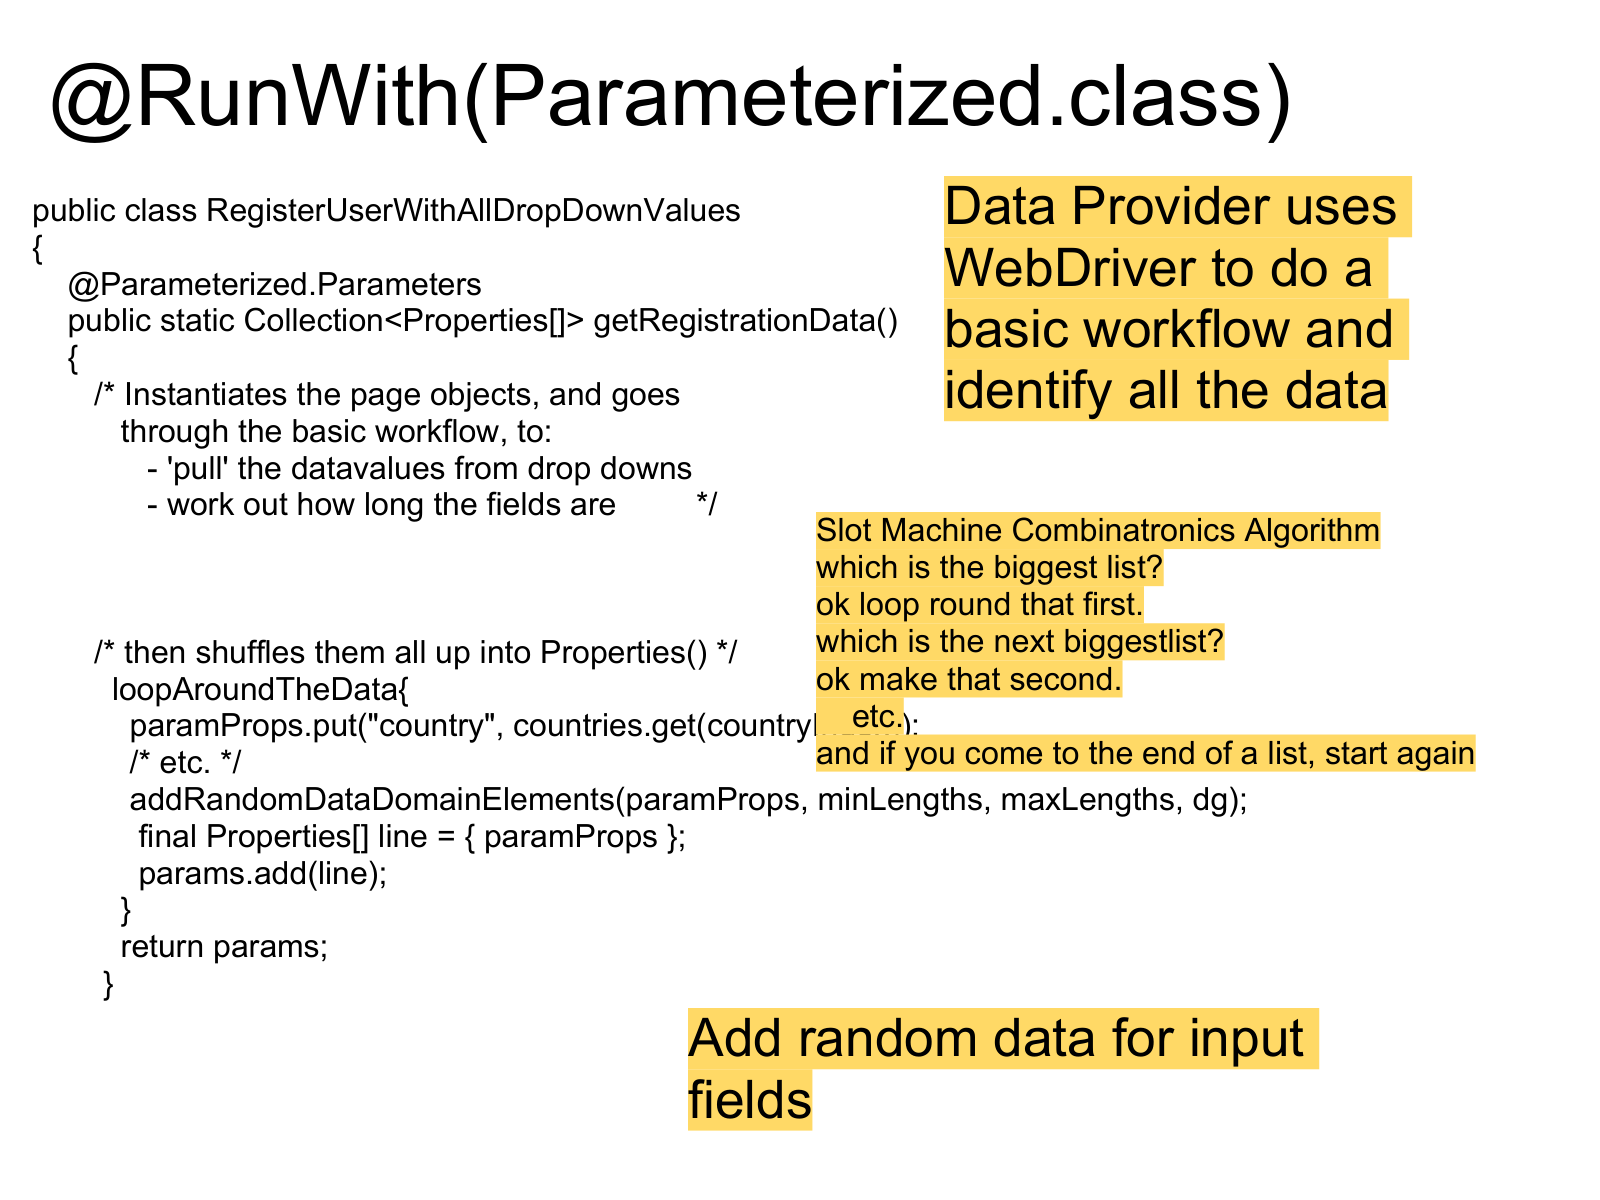 @RunWith(Parameterized.class)
public class RegisterUserWithAllDropDownValues
{
@Parameterized.Parameters
public static Collection<Properties[]> getRegistrationData()
{
/* Instantiates the page objects, and goes
through the basic workflow, to:
- 'pull' the datavalues from drop downs
- work out how long the fields are */
/* then shuffles them all up into Properties() */
loopAroundTheData{
paramProps.put("country", countries.get(country
/* etc. */
addRandomDataDomainElements(paramProps, minLengths, maxLengths, dg);
final Properties[] line = { paramProps };
params.add(line);
}
return params;
}
Data Provider uses
WebDriver to do a
basic workflow and
identify all the data
Slot Machine Combinatronics Algorithm
which is the biggest list?
ok loop round that first.
which is the next biggestlist?
ok make that second.
etc.
and if you come to the end of a list, start again
Add random data for input
fields